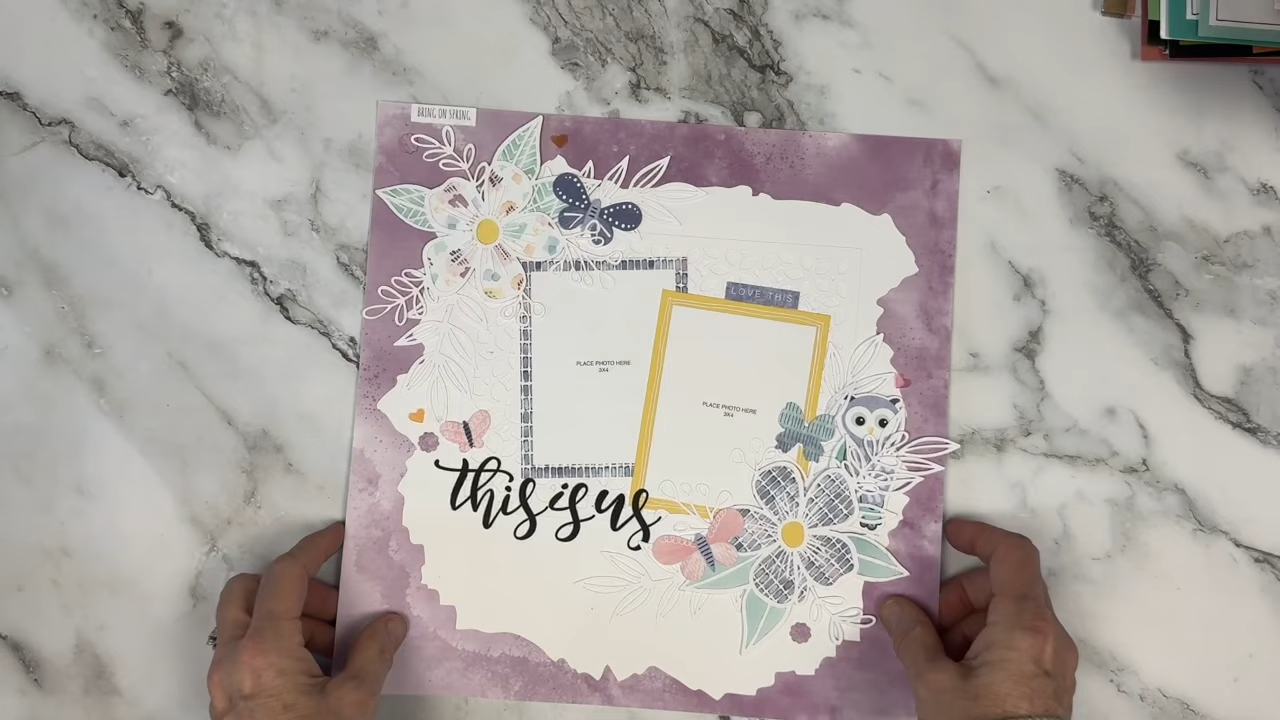 BRING ON SPRING
LOVE THIS
PLACE PHOTO HERE
3X4
PLACE PHOTO HERE
3X4
this is us